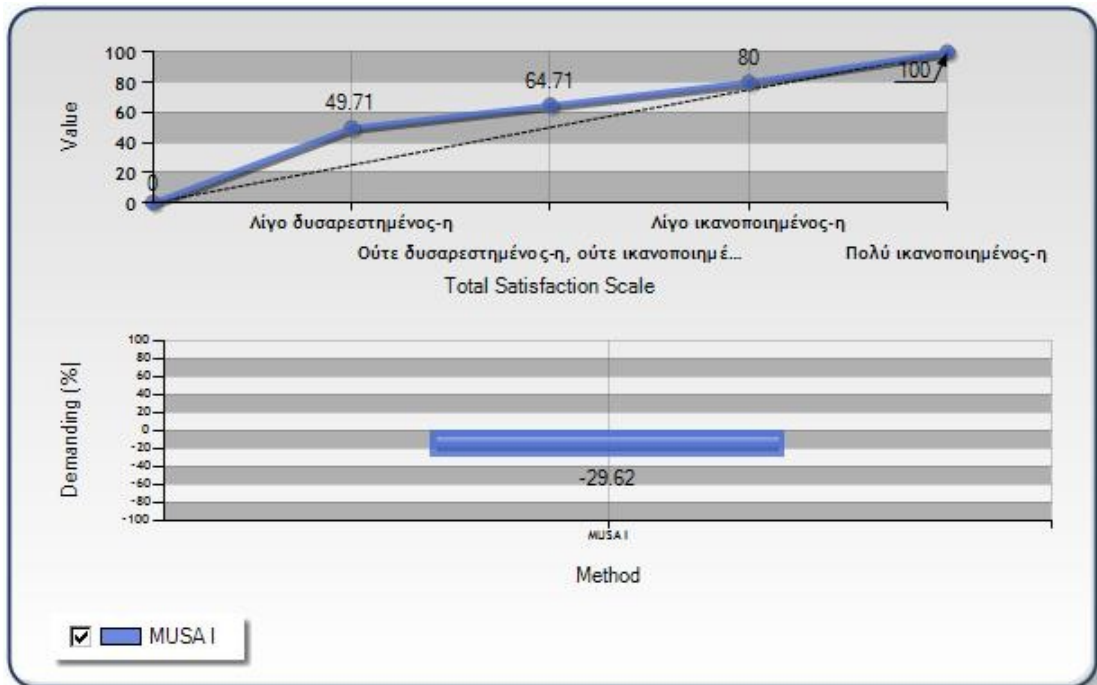 100
80
60
40
20
0
Value
0
49.71
64.71
80
100
Λίγο δυσαρεστημένος-η
Λίγο ικανοποιημένος-η
Ούτε δυσαρεστημένος-η, ούτε ικανοποιημέ...
Πολύ ικανοποιημένος-η
Total Satisfaction Scale
100
80
60
40
20
0
-20
-40
-60
-80
-100
Demanding (%)
-29.62
MUSA I
Method
MUSA I